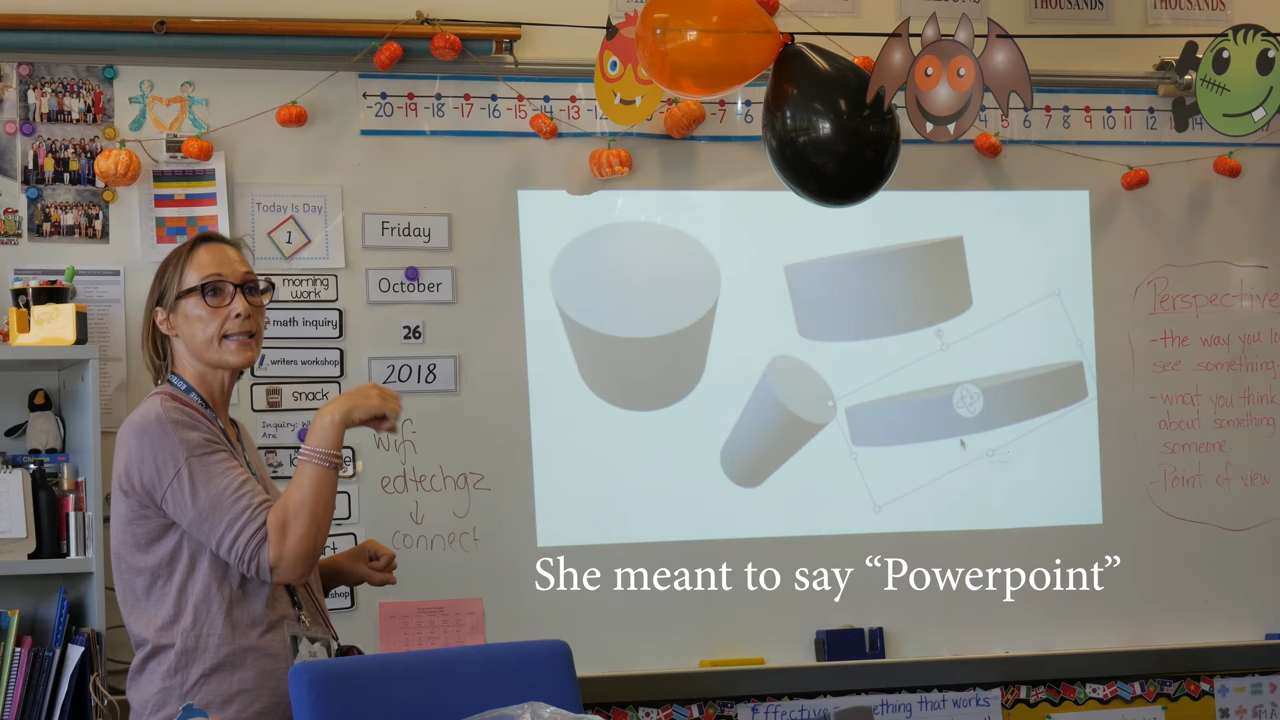 THOUSANDS
THOUSANDS
-20 -19 -18 -17 -16 -15 -14 -13 -12
-7 -6
5 6 7 8 9 10 11 12
Today Is Day
1
Friday
October
26
2018
morning
work
math inquiry
writers workshop
snack
Inquiry:
Are
wifi
edtechgz
↓
connect
Perspective
-the way you
see something
-what you think
about something
someone.
-Point of view
She meant to say “Powerpoint”
Effective
something that works